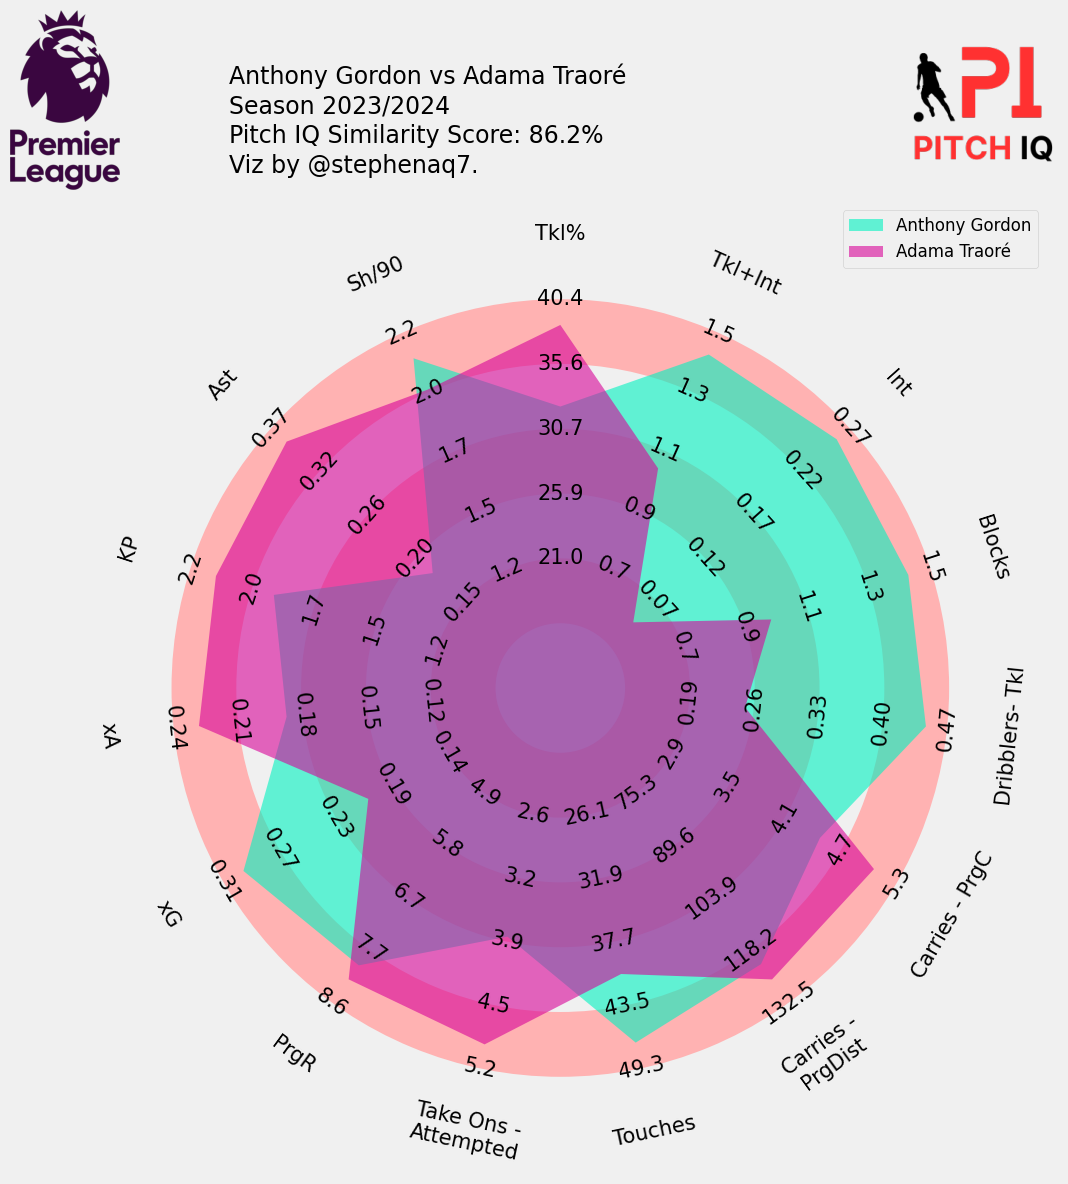 Anthony Gordon vs Adama Traoré
Season 2023/2024
Pitch IQ Similarity Score: 86.2%
Viz by @stephenaq7.
Premier
League
PI
PITCH IQ
Anthony Gordon
Adama Traoré
Tkl%
21.0
25.9
30.7
35.6
40.4
Tkl+Int
0.7
0.9
1.1
1.3
1.5
Int
0.07
0.12
0.17
0.22
0.27
Blocks
0.7
0.9
1.1
1.3
1.5
Dribblers- Tkl
0.19
0.26
0.33
0.40
0.47
Carries - PrgC
2.9
3.5
4.1
4.7
5.3
Carries -
PrgDist
75.3
89.6
103.9
118.2
132.5
Touches
26.1
31.9
37.7
43.5
49.3
Take Ons -
Attempted
2.6
3.2
3.9
4.5
5.2
PrgR
4.9
5.8
6.7
7.7
8.6
xG
0.14
0.19
0.23
0.27
0.31
xA
0.12
0.15
0.18
0.21
0.24
KP
1.2
1.5
1.7
2.0
2.2
Ast
0.15
0.20
0.26
0.32
0.37
Sh/90
1.2
1.5
1.7
2.0
2.2